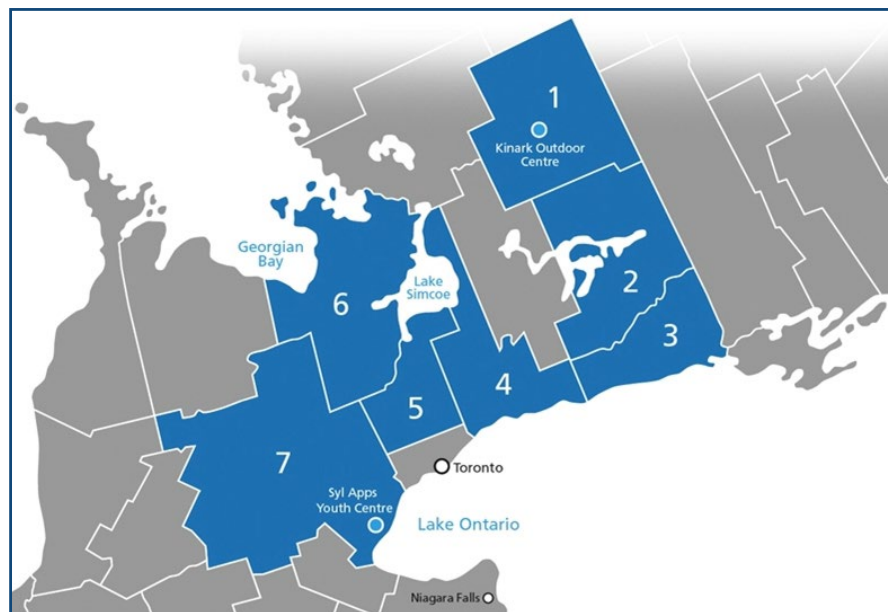 1
Kinark Outdoor
Centre
Georgian
Bay
Lake
Simcoe
2
6
3
4
5
7
Toronto
Syl Apps
Youth Centre
Lake Ontario
Niagara Falls